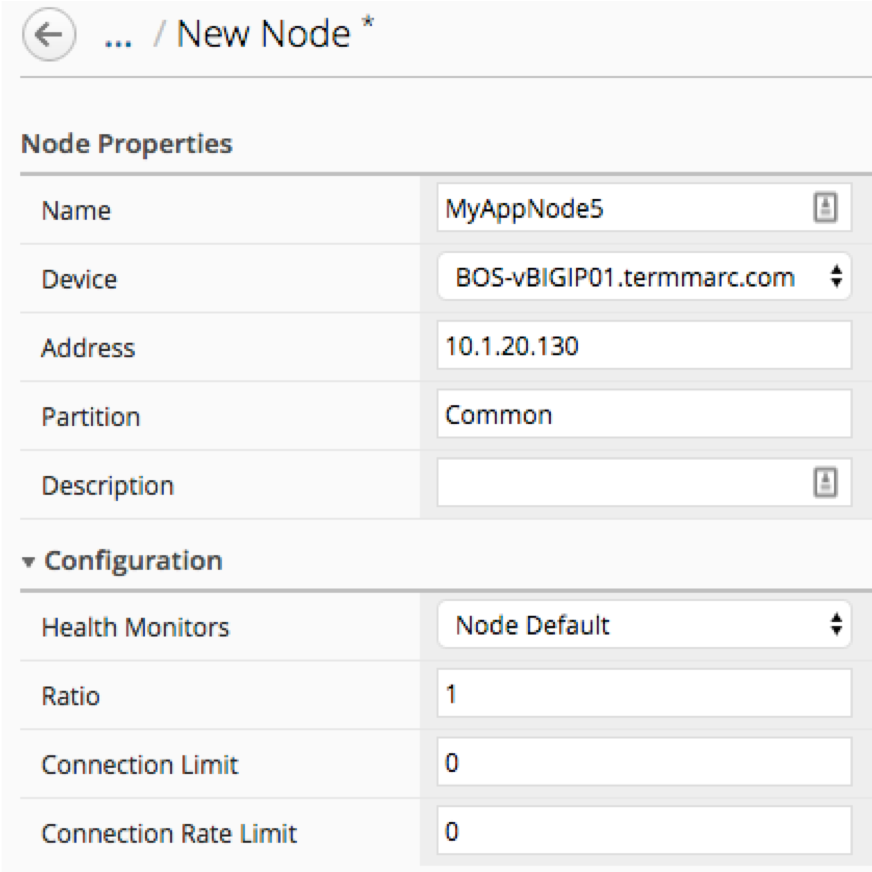 ... / New Node *
Node Properties
Name MyAppNode5
Device BOS-vBIGIP01.termmarc.com
Address 10.1.20.130
Partition Common
Description
Configuration
Health Monitors Node Default
Ratio 1
Connection Limit 0
Connection Rate Limit 0